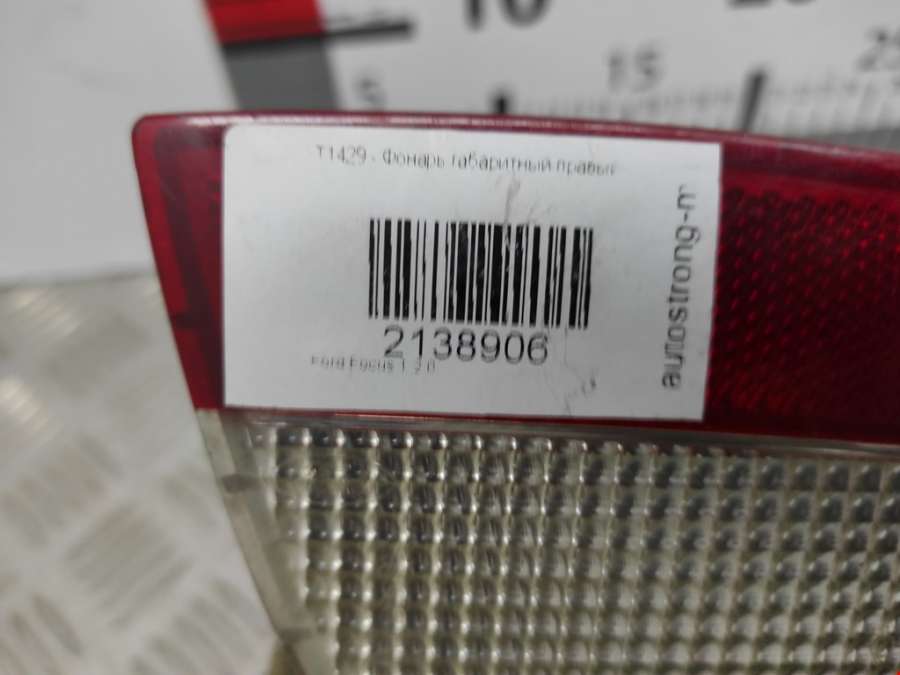 10
15
T1429 - Фонарь габаритный правый
2138906
Ford Focus 1 2.0
autostrong-m